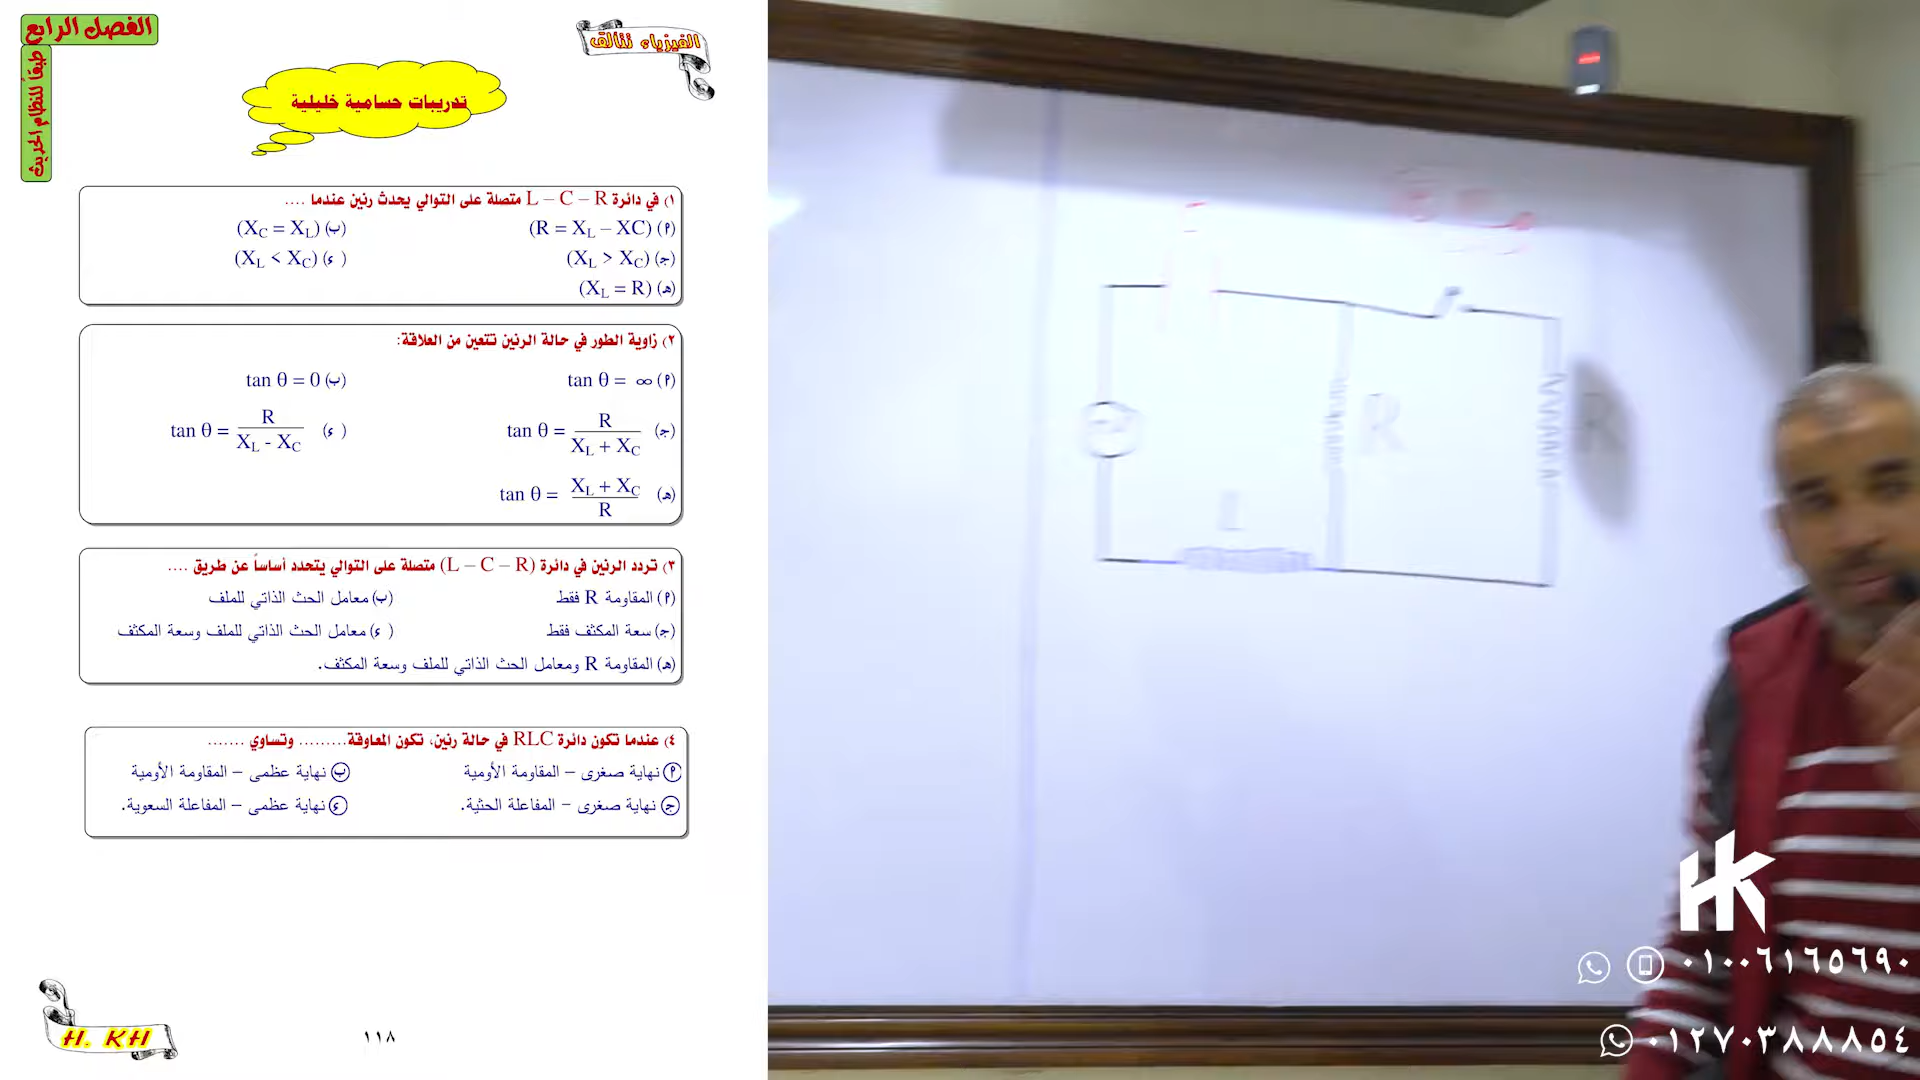 الفصل الرابع
طبقاً للنظام الحديث
الفيزياء تتألق
تدريبات حسامية خليلية
١) في دائرة L – C – R متصلة على التوالي يحدث رنين عندما ....
(أ) (R = XL – XC) (ب) (XC = XL)
(ج) (XL > XC) (ء) (XL < XC)
(هـ) (XL = R)
٢) زاوية الطور في حالة الرنين تتعين من العلاقة:
(أ) tan θ = ∞ (ب) tan θ = 0
(ج) tan θ = R / XL + XC (ء) tan θ = R / XL - XC
(هـ) tan θ = XL + XC / R
٣) تردد الرنين في دائرة (L – C – R) متصلة على التوالي يتحدد أساساً عن طريق ....
(أ) المقاومة R فقط (ب) معامل الحث الذاتي للملف
(ج) سعة المكثف فقط (ء) معامل الحث الذاتي للملف وسعة المكثف
(هـ) المقاومة R ومعامل الحث الذاتي للملف وسعة المكثف.
٤) عندما تكون دائرة RLC في حالة رنين، تكون المعاوقة......... وتساوي .......
أ نهاية صغرى – المقاومة الأومية ب نهاية عظمى – المقاومة الأومية
ج نهاية صغرى – المفاعلة الحثية. ء نهاية عظمى – المفاعلة السعوية.
H. KH
١١٨
R
R
HK
٠١٠٠٦١٦٥٦٩٠
٠١٢٧٠٣٨٨٨٨٥٤